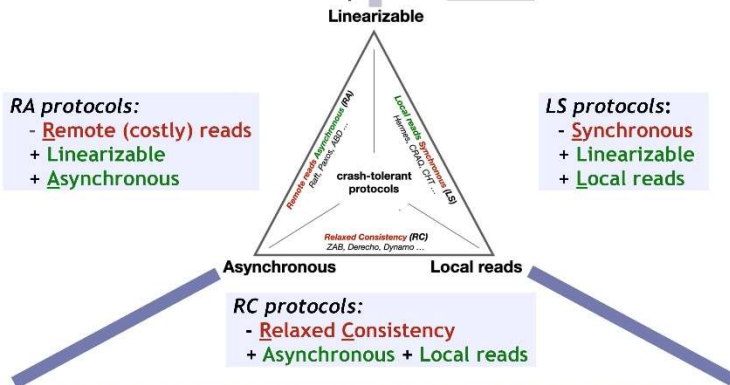 Linearizable
RA protocols:
- Remote (costly) reads
+ Linearizable
+ Asynchronous
LS protocols:
- Synchronous
+ Linearizable
+ Local reads
Remote reads Asynchronous (RA)
Raft, Paxos, ABD ...
Local reads Synchronous (LS)
Hermes, CRAQ, CHT ...
crash-tolerant
protocols
Relaxed Consistency (RC)
ZAB, Derecho, Dynamo ...
Asynchronous
Local reads
RC protocols:
- Relaxed Consistency
+ Asynchronous + Local reads